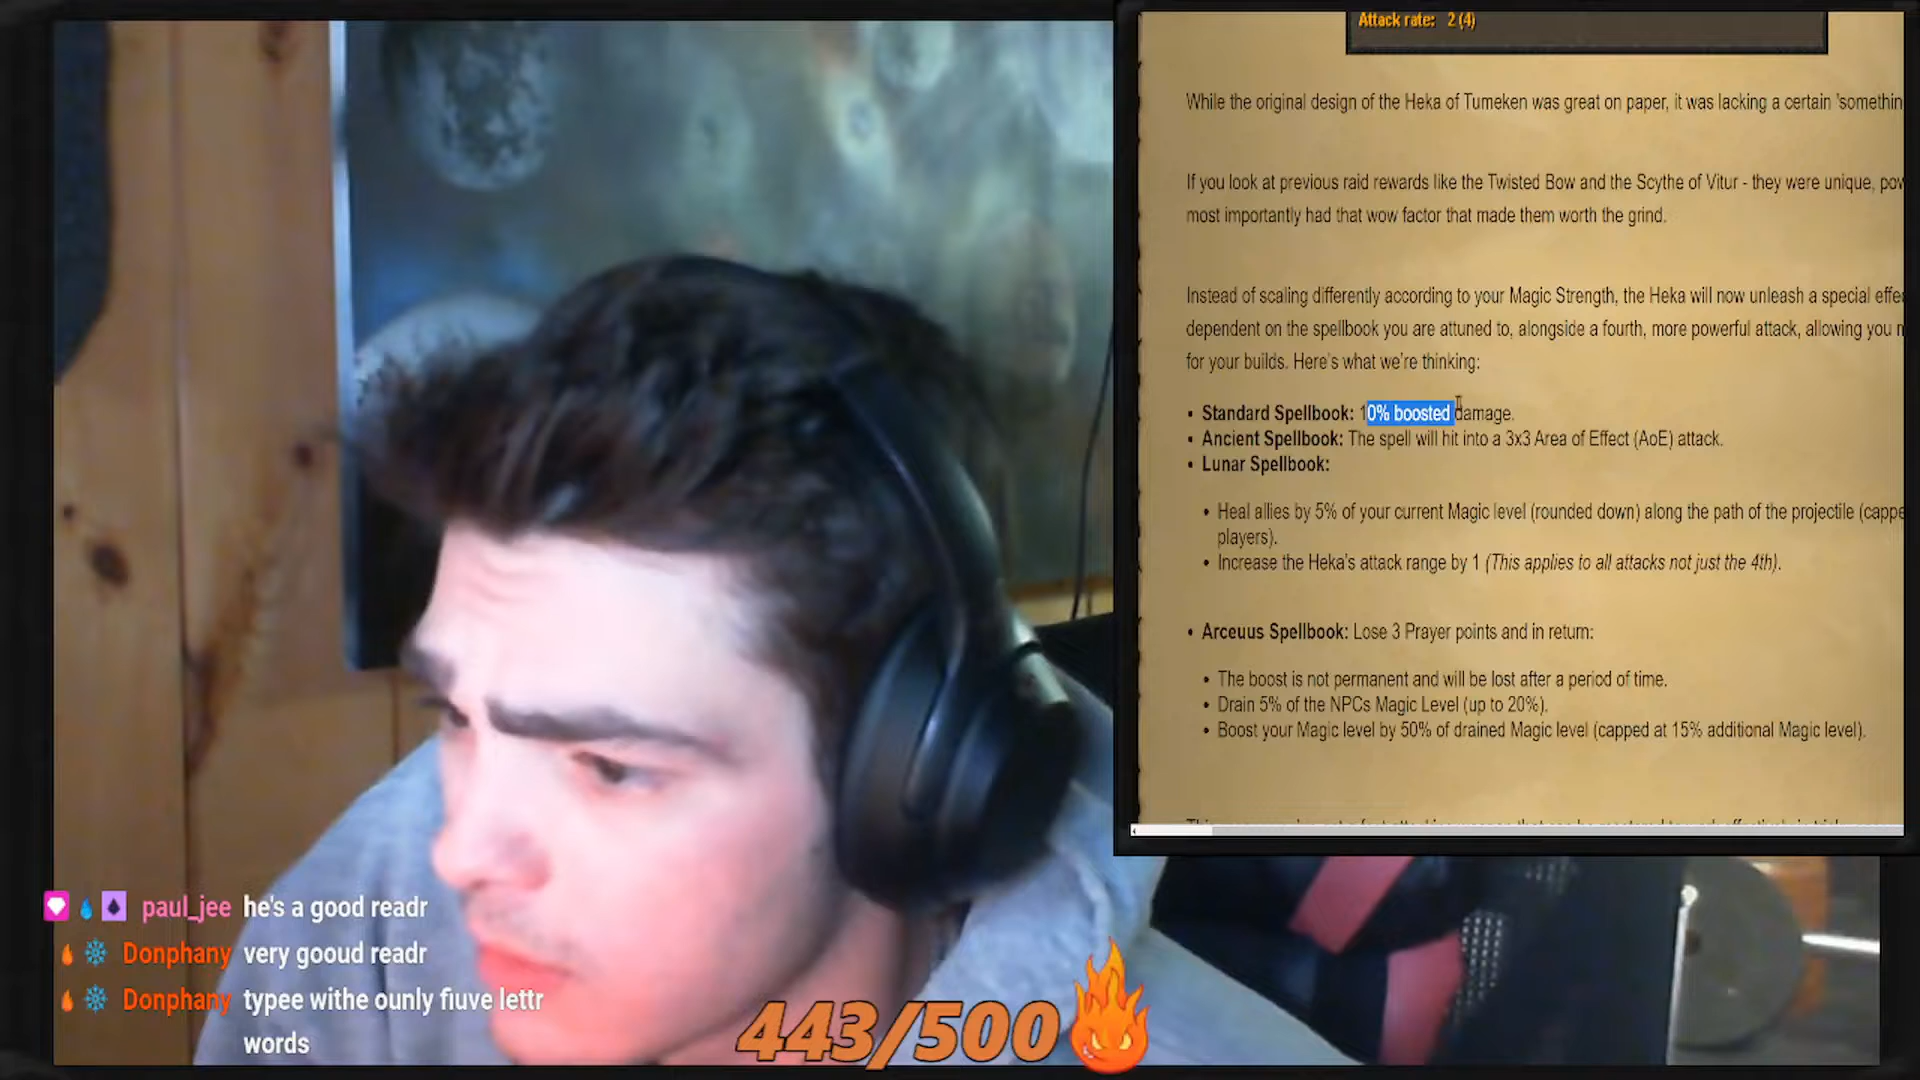 Attack rate: 2 (4)
While the original design of the Heka of Tumeken was great on paper, it was lacking a certain 'somethin
If you look at previous raid rewards like the Twisted Bow and the Scythe of Vitur - they were unique, pow
most importantly had that wow factor that made them worth the grind.
Instead of scaling differently according to your Magic Strength, the Heka will now unleash a special effe
dependent on the spellbook you are attuned to, alongside a fourth, more powerful attack, allowing you
for your builds. Here's what we're thinking:
• Standard Spellbook: 10% boosted damage.
• Ancient Spellbook: The spell will hit into a 3x3 Area of Effect (AoE) attack.
• Lunar Spellbook:
• Heal allies by 5% of your current Magic level (rounded down) along the path of the projectile (cappe
players).
• Increase the Heka's attack range by 1 (This applies to all attacks not just the 4th).
• Arceuus Spellbook: Lose 3 Prayer points and in return:
• The boost is not permanent and will be lost after a period of time.
• Drain 5% of the NPCs Magic Level (up to 20%).
• Boost your Magic level by 50% of drained Magic level (capped at 15% additional Magic level).
paul_jee he's a good readr
Donphany very gooud readr
Donphany typee withe ounly fiuve lettr
words
443/500